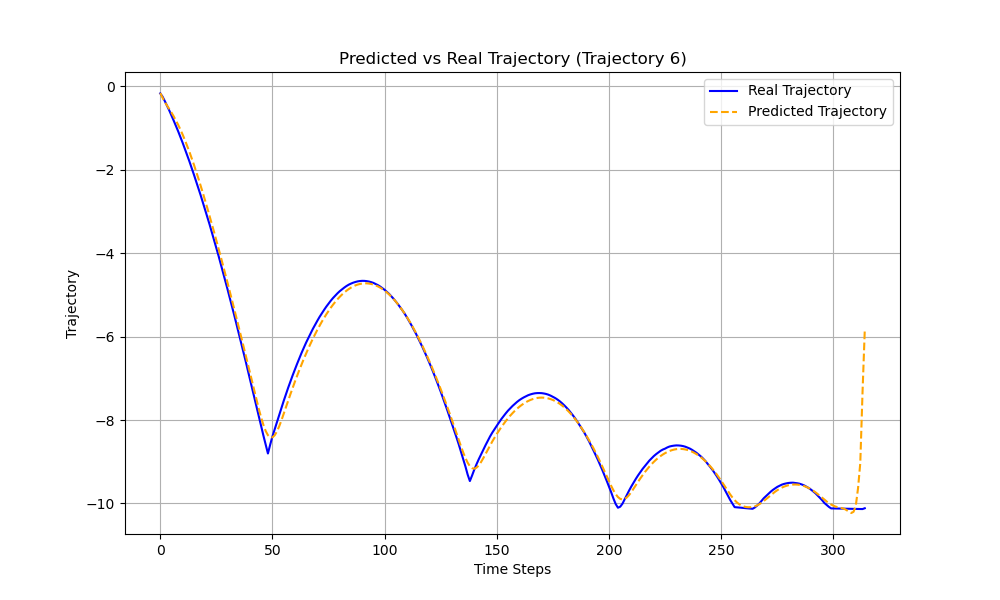 Predicted vs Real Trajectory (Trajectory 6)
Real Trajectory
Predicted Trajectory
Trajectory
0
−2
−4
−6
−8
−10
0 50 100 150 200 250 300
Time Steps